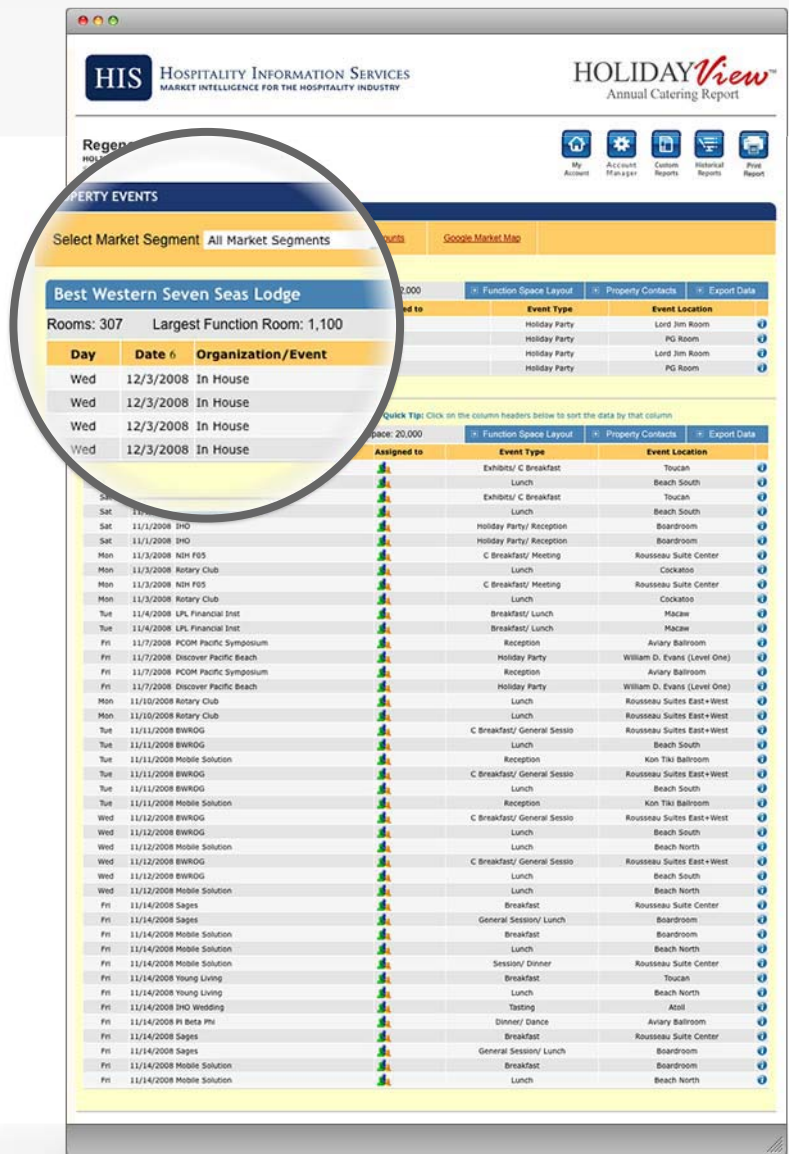 HIS HOSPITALITY INFORMATION SERVICES HOLIDAYView™
MARKET INTELLIGENCE FOR THE HOSPITALITY INDUSTRY Annual Catering Report
My Account Account Manager Custom Reports Historical Reports Print Report
EVENTS
Select Market Segment All Market Segments Google Market Map
Best Western Seven Seas Lodge
Rooms: 307 Largest Function Room: 1,100
Day Date 6 Organization/Event
Wed 12/3/2008 In House
Wed 12/3/2008 In House
Wed 12/3/2008 In House
Wed 12/3/2008 In House
Function Space Layout Property Contacts Export Data
Event Type Event Location
Holiday Party Lord Jim Room
Holiday Party PG Room
Holiday Party Lord Jim Room
Holiday Party PG Room
Quick Tip: Click on the column headers below to sort the data by that column
20,000 Function Space Layout Property Contacts Export Data
Assigned to Event Type Event Location
Exhibits/ C Breakfast Toucan
Lunch Beach South
Exhibits/ C Breakfast Toucan
Sat Lunch Beach South
Sat 11/1/2008 IHO Holiday Party/ Reception Boardroom
Sat 11/1/2008 IHO Holiday Party/ Reception Boardroom
Mon 11/3/2008 NIH F05 C Breakfast/ Meeting Rousseau Suite Center
Mon 11/3/2008 Rotary Club Lunch Cockatoo
Mon 11/3/2008 NIH F05 C Breakfast/ Meeting Rousseau Suite Center
Mon 11/3/2008 Rotary Club Lunch Cockatoo
Tue 11/4/2008 LPL Financial Inst Breakfast/ Lunch Macaw
Tue 11/4/2008 LPL Financial Inst Breakfast/ Lunch Macaw
Fri 11/7/2008 PCOM Pacific Symposium Reception Aviary Ballroom
Fri 11/7/2008 Discover Pacific Beach Holiday Party William D. Evans (Level One)
Fri 11/7/2008 PCOM Pacific Symposium Reception Aviary Ballroom
Fri 11/7/2008 Discover Pacific Beach Holiday Party William D. Evans (Level One)
Mon 11/10/2008 Rotary Club Lunch Rousseau Suites East+West
Mon 11/10/2008 Rotary Club Lunch Rousseau Suites East+West
Tue 11/11/2008 BWROG C Breakfast/ General Sessio Rousseau Suites East+West
Tue 11/11/2008 BWROG Lunch Beach South
Tue 11/11/2008 Mobile Solution Reception Kon Tiki Ballroom
Tue 11/11/2008 BWROG C Breakfast/ General Sessio Rousseau Suites East+West
Tue 11/11/2008 BWROG Lunch Beach South
Tue 11/11/2008 Mobile Solution Reception Kon Tiki Ballroom
Wed 11/12/2008 BWROG C Breakfast/ General Sessio Rousseau Suites East+West
Wed 11/12/2008 BWROG Lunch Beach South
Wed 11/12/2008 Mobile Solution Lunch Beach North
Wed 11/12/2008 BWROG C Breakfast/ General Sessio Rousseau Suites East+West
Wed 11/12/2008 BWROG Lunch Beach South
Wed 11/12/2008 Mobile Solution Lunch Beach North
Fri 11/14/2008 Sages Breakfast Rousseau Suite Center
Fri 11/14/2008 Sages General Session/ Lunch Boardroom
Fri 11/14/2008 Mobile Solution Breakfast Boardroom
Fri 11/14/2008 Mobile Solution Lunch Beach North
Fri 11/14/2008 Mobile Solution Session/ Dinner Rousseau Suite Center
Fri 11/14/2008 Young Living Breakfast Toucan
Fri 11/14/2008 Young Living Lunch Beach North
Fri 11/14/2008 IHO Wedding Tasting Atoll
Fri 11/14/2008 Pi Beta Phi Dinner/ Dance Aviary Ballroom
Fri 11/14/2008 Sages Breakfast Rousseau Suite Center
Fri 11/14/2008 Sages General Session/ Lunch Boardroom
Fri 11/14/2008 Mobile Solution Breakfast Boardroom
Fri 11/14/2008 Mobile Solution Lunch Beach North